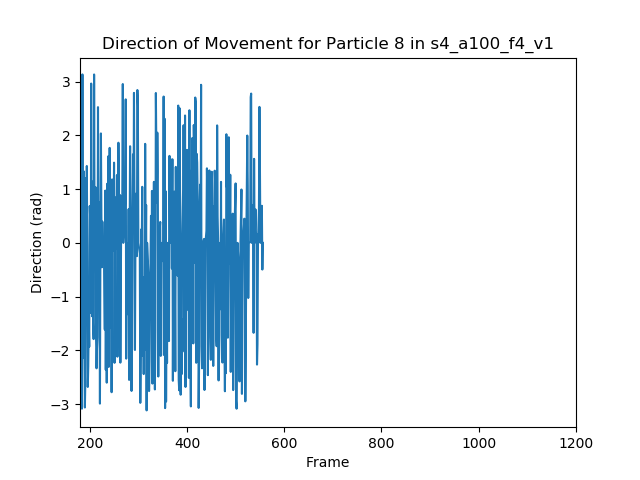 Direction of Movement for Particle 8 in s4_a100_f4_v1
3
2
1
0
−1
−2
−3
Direction (rad)
200 400 600 800 1000 1200
Frame